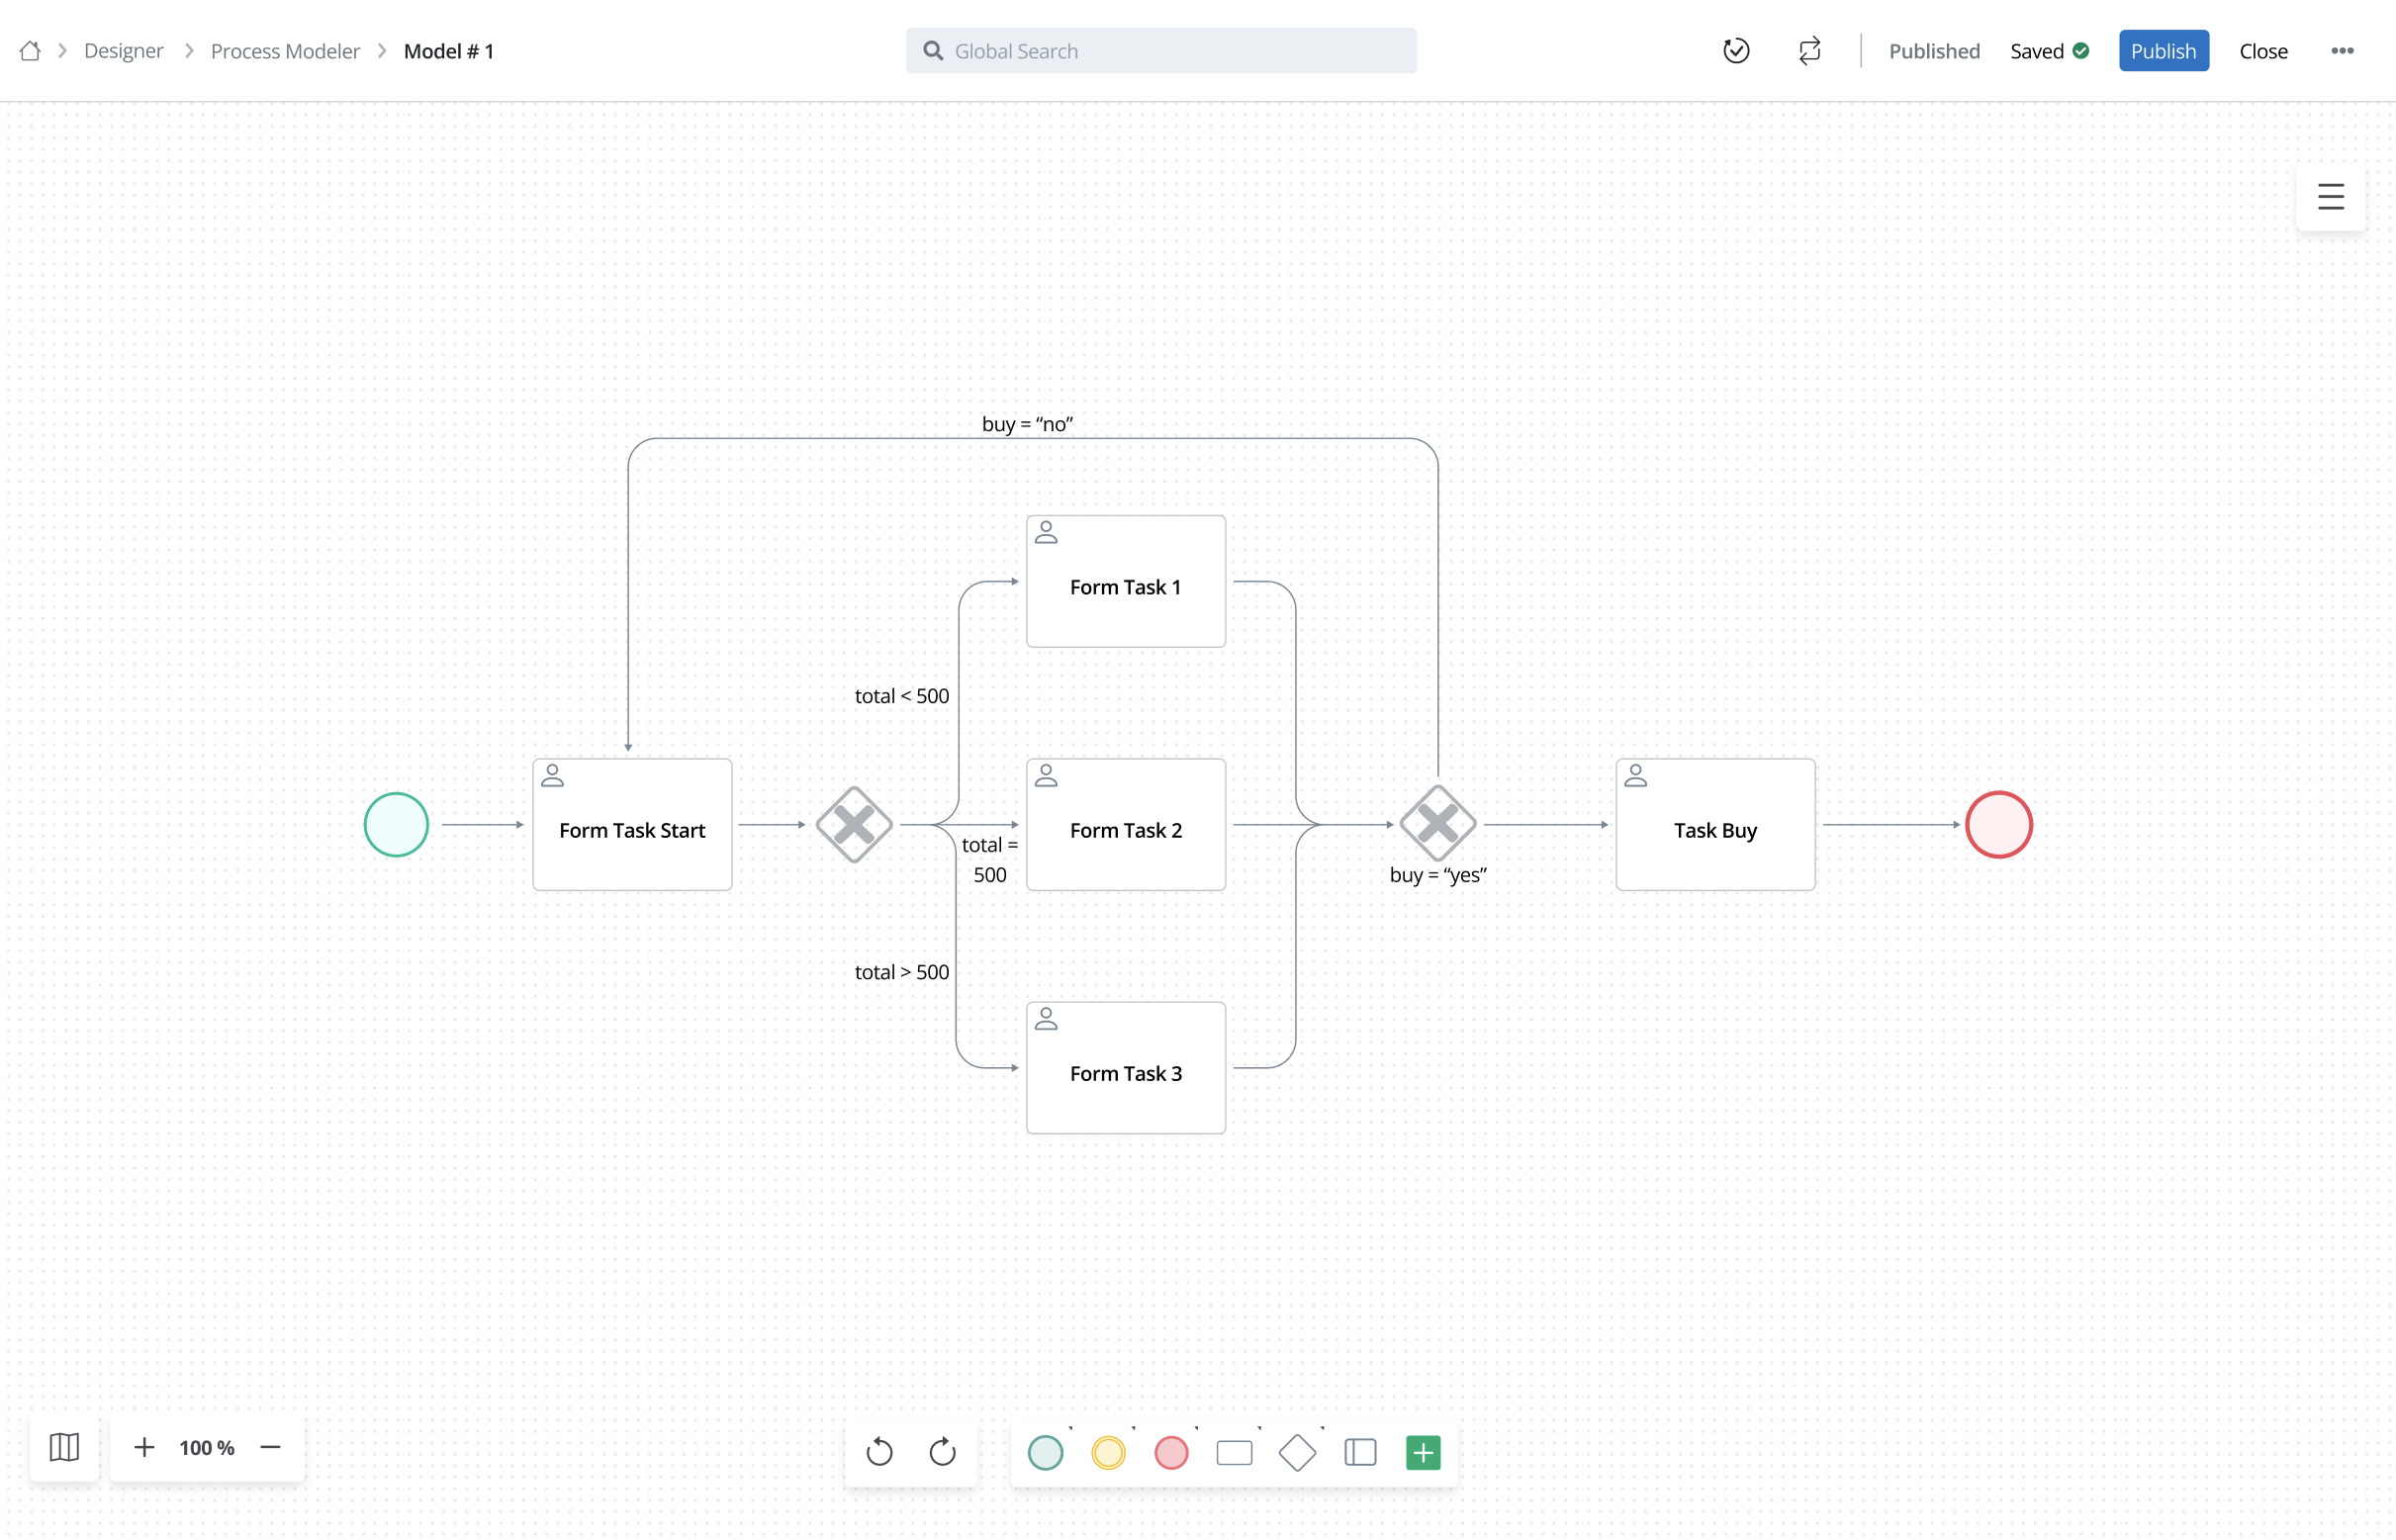 Designer
Process Modeler
Model # 1
Global Search
Published
Saved
Publish
Close
buy = “no”
Form Task 1
total < 500
Form Task Start
total =
500
Form Task 2
buy = “yes”
Task Buy
total > 500
Form Task 3
100 %